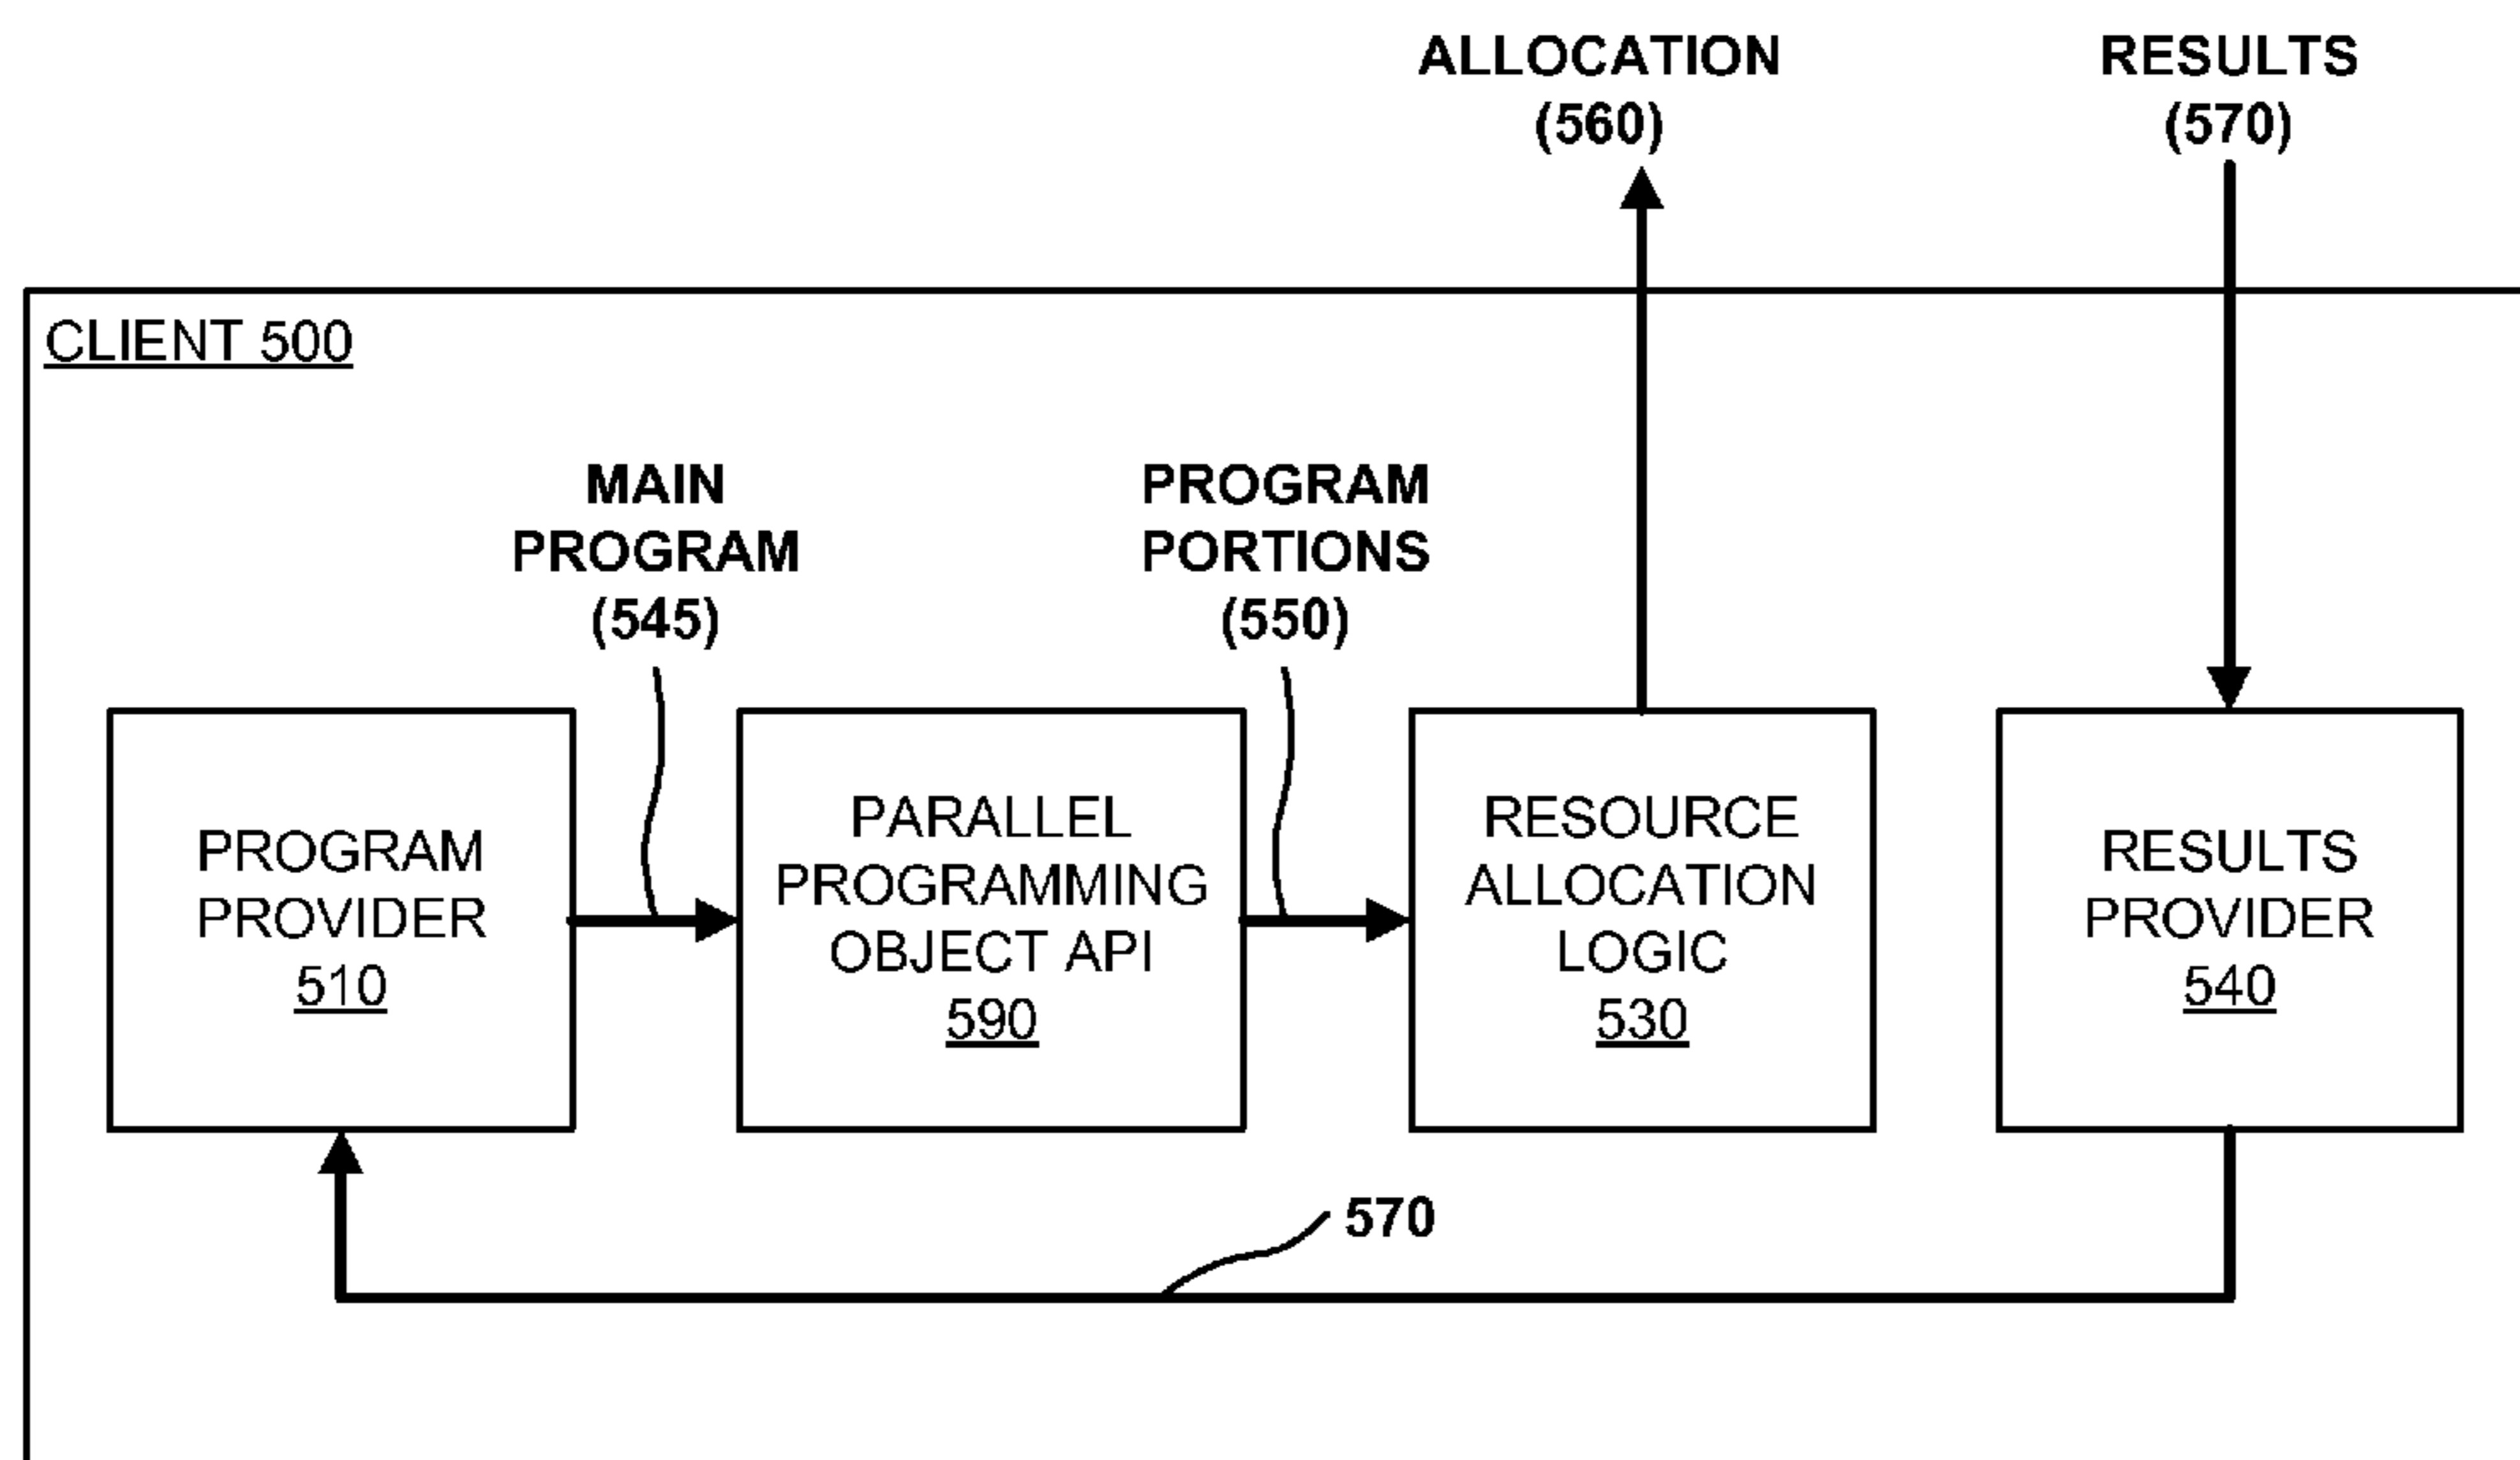 ALLOCATION
(560)
RESULTS
(570)
CLIENT 500
MAIN
PROGRAM
(545)
PROGRAM
PORTIONS
(550)
PROGRAM
PROVIDER
510
PARALLEL
PROGRAMMING
OBJECT API
590
RESOURCE
ALLOCATION
LOGIC
530
RESULTS
PROVIDER
540
570